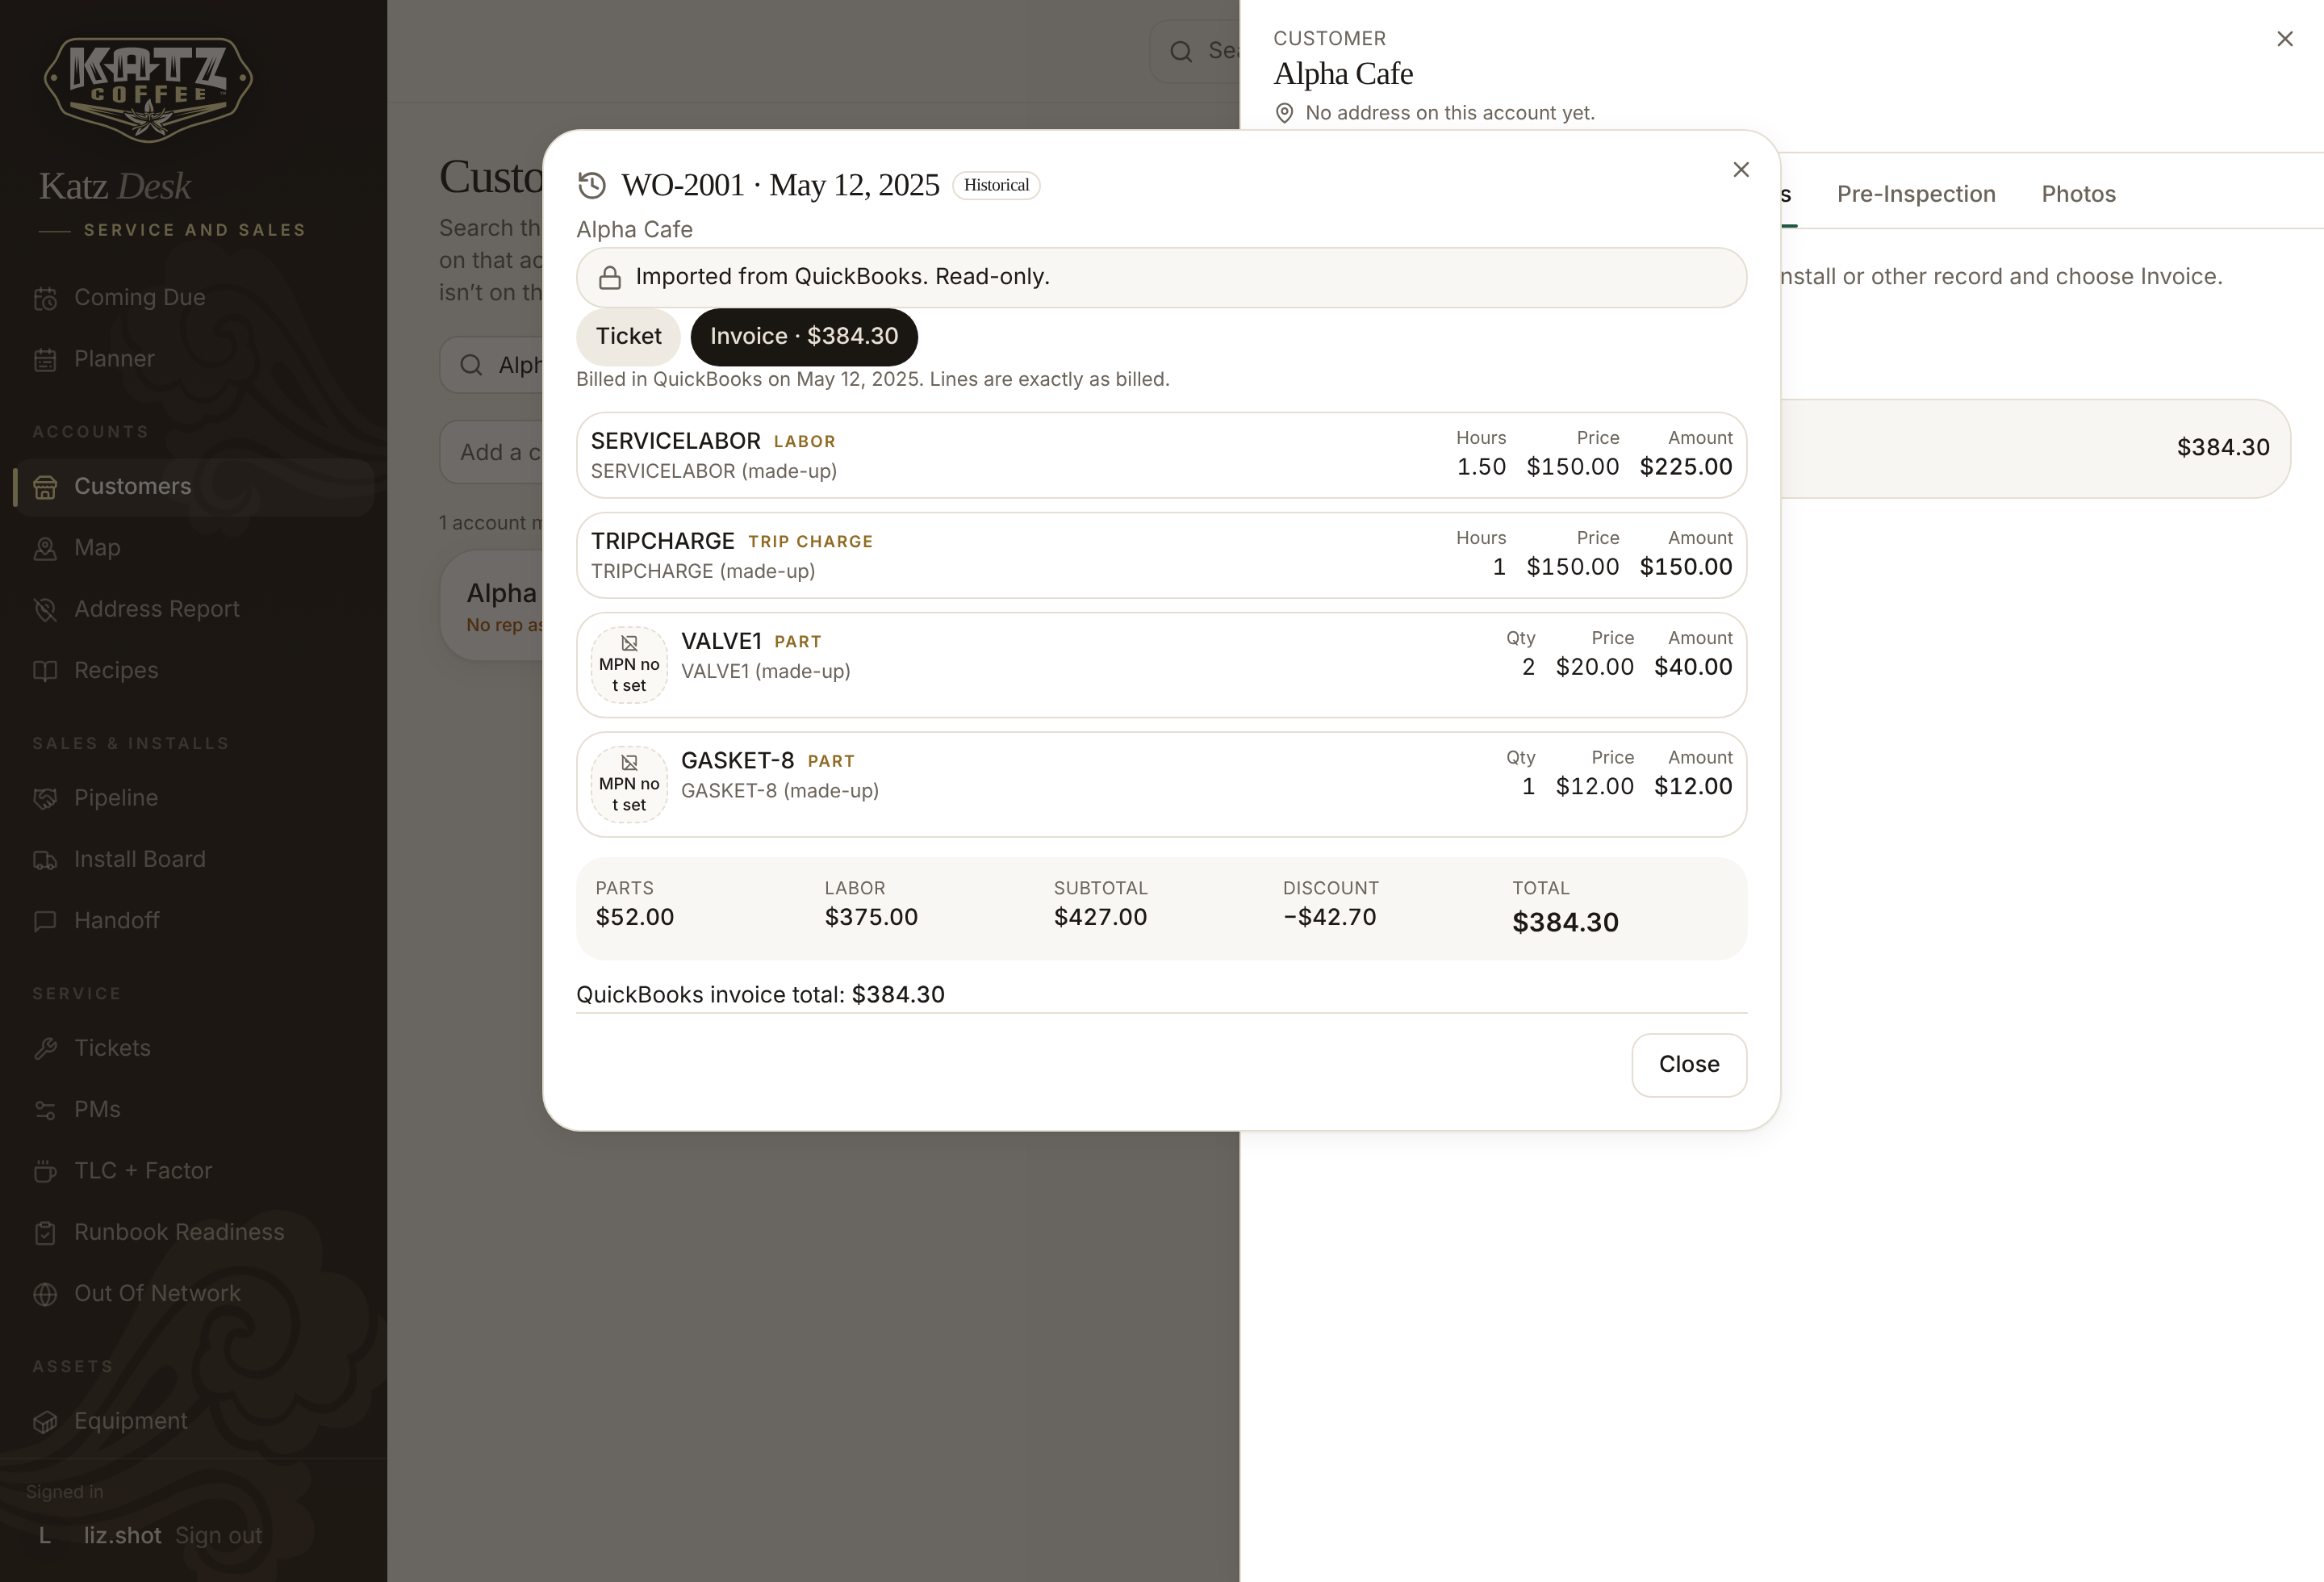 KATZ
COFFEE
Katz Desk
SERVICE AND SALES
Coming Due
Planner
ACCOUNTS
Customers
Map
Address Report
Recipes
SALES & INSTALLS
Pipeline
Install Board
Handoff
SERVICE
Tickets
PMs
TLC + Factor
Runbook Readiness
Out Of Network
ASSETS
Equipment
Signed in
L liz.shot Sign out
Sea
Custo
Search th
on that ac
isn't on th
Alph
Add a c
1 account m
Alpha
No rep as
CUSTOMER
Alpha Cafe
No address on this account yet.
s Pre-Inspection Photos
nstall or other record and choose Invoice.
$384.30
WO-2001 · May 12, 2025 Historical
Alpha Cafe
Imported from QuickBooks. Read-only.
Ticket Invoice · $384.30
Billed in QuickBooks on May 12, 2025. Lines are exactly as billed.
SERVICELABOR LABOR Hours Price Amount
SERVICELABOR (made-up) 1.50 $150.00 $225.00
TRIPCHARGE TRIP CHARGE Hours Price Amount
TRIPCHARGE (made-up) 1 $150.00 $150.00
MPN no
t set
VALVE1 PART Qty Price Amount
VALVE1 (made-up) 2 $20.00 $40.00
MPN no
t set
GASKET-8 PART Qty Price Amount
GASKET-8 (made-up) 1 $12.00 $12.00
PARTS LABOR SUBTOTAL DISCOUNT TOTAL
$52.00 $375.00 $427.00 −$42.70 $384.30
QuickBooks invoice total: $384.30
Close